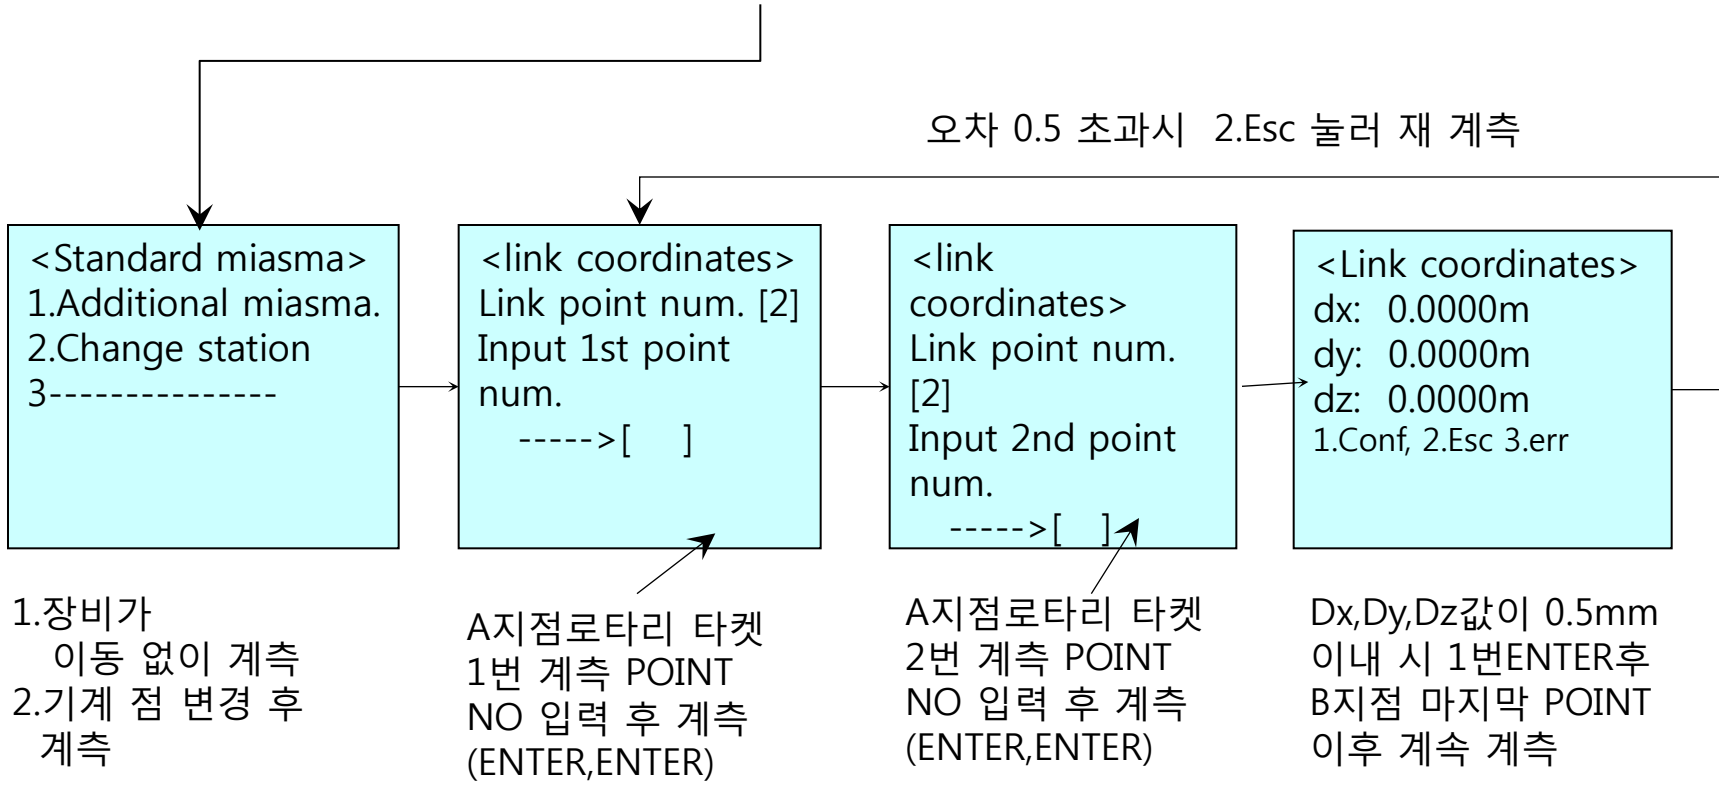 오차 0.5 초과시 2.Esc 눌러 재 계측
<Standard miasma>
1.Additional miasma.
2.Change station
3---------------
<link coordinates>
Link point num. [2]
Input 1st point
num.
----->[ ]
<link
coordinates>
Link point num.
[2]
Input 2nd point
num.
----->[ ]
<Link coordinates>
dx: 0.0000m
dy: 0.0000m
dz: 0.0000m
1.Conf, 2.Esc 3.err
1.장비가
이동 없이 계측
2.기계 점 변경 후
계측
A지점로타리 타켓
1번 계측 POINT
NO 입력 후 계측
(ENTER,ENTER)
A지점로타리 타켓
2번 계측 POINT
NO 입력 후 계측
(ENTER,ENTER)
Dx,Dy,Dz값이 0.5mm
이내 시 1번ENTER후
B지점 마지막 POINT
이후 계속 계측